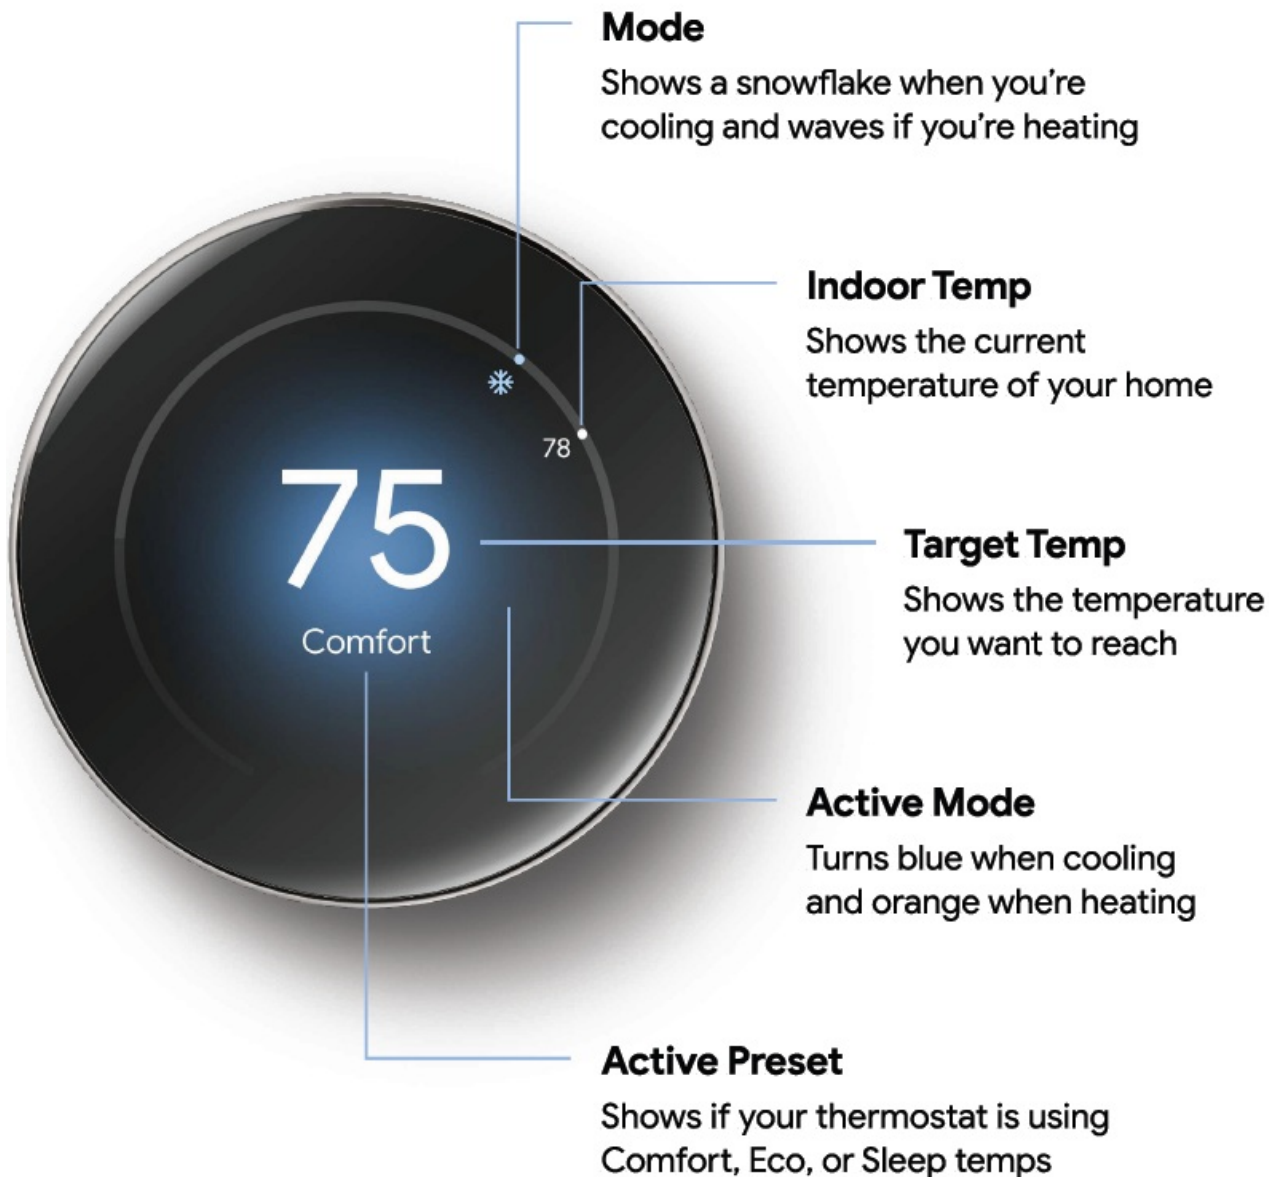 Mode
Shows a snowflake when you're
cooling and waves if you're heating
Indoor Temp
Shows the current
temperature of your home
78
75
Comfort
Target Temp
Shows the temperature
you want to reach
Active Mode
Turns blue when cooling
and orange when heating
Active Preset
Shows if your thermostat is using
Comfort, Eco, or Sleep temps